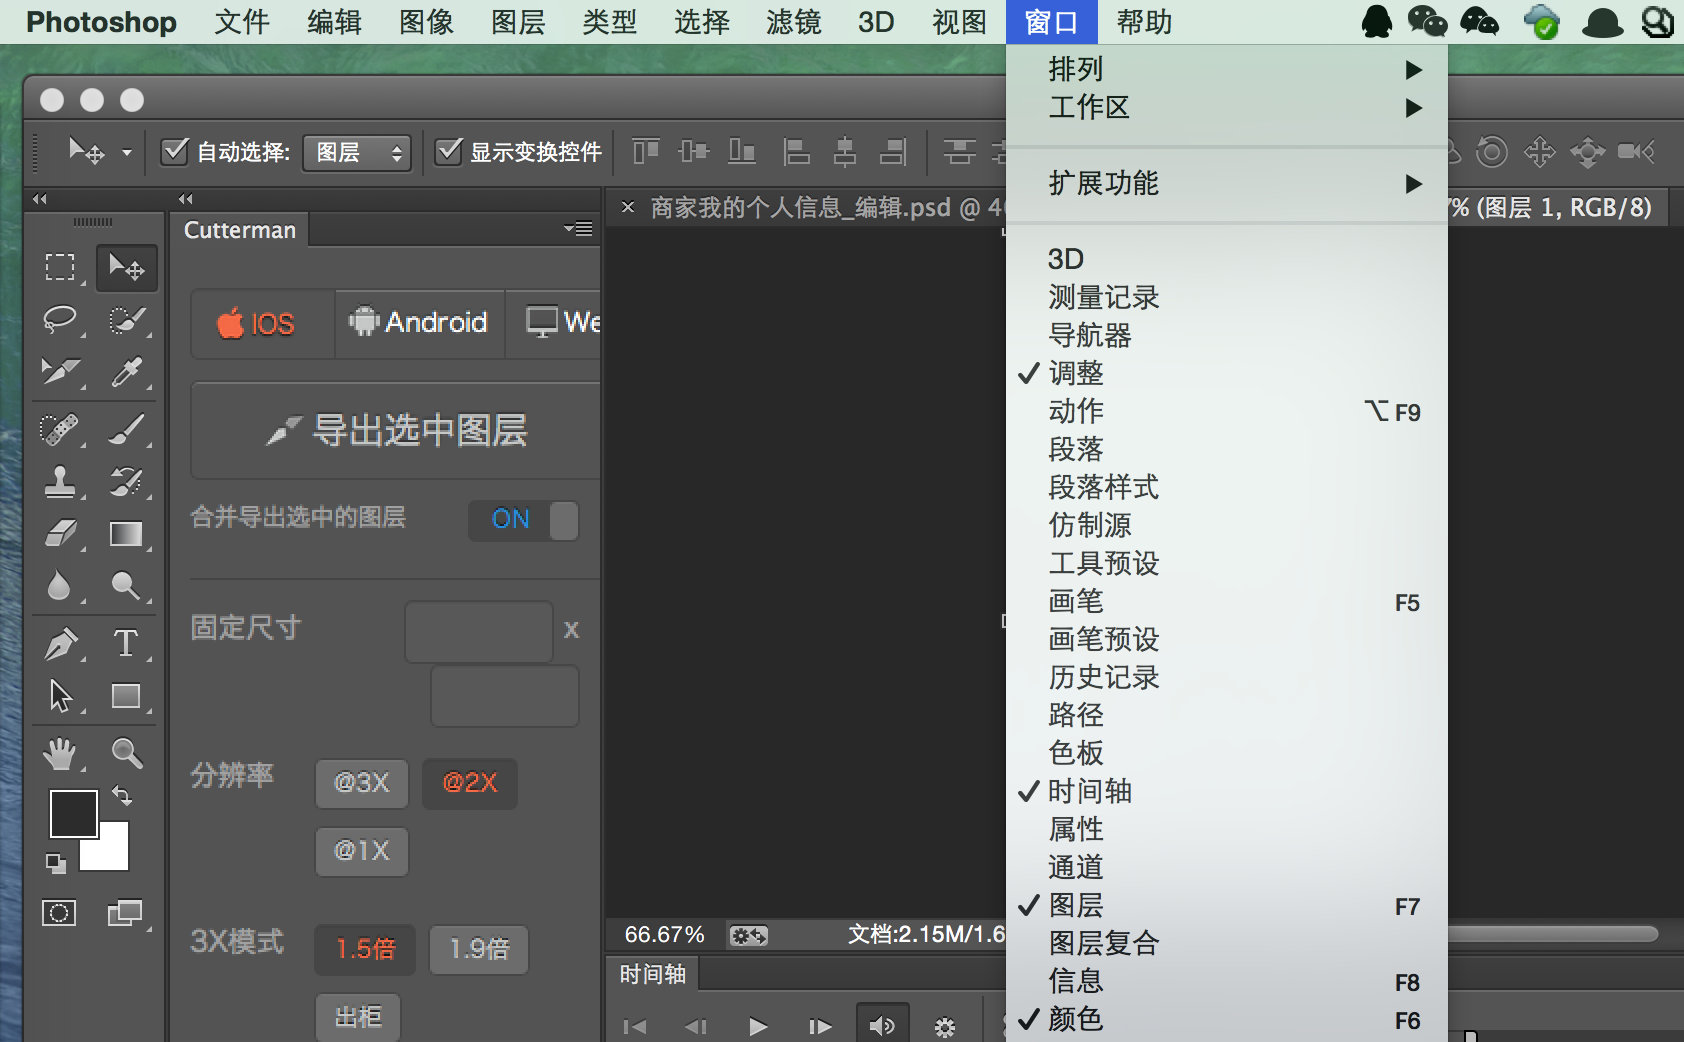 Photoshop 文件 编辑 图像 图层 类型 选择 滤镜 3D 视图 窗口 帮助
自动选择: 图层 显示变换控件
商家我的个人信息_编辑.psd @ 4
% (图层 1, RGB/8)
Cutterman
IOS Android We
导出选中图层
合并导出选中的图层 ON
固定尺寸 x
分辨率 @3X @2X
@1X
3X模式 1.5倍 1.9倍
出柜
66.67% 文档:2.15M/1.6
时间轴
排列
工作区
扩展功能
3D
测量记录
导航器
调整
动作 ⌥F9
段落
段落样式
仿制源
工具预设
画笔 F5
画笔预设
历史记录
路径
色板
时间轴
属性
通道
图层 F7
图层复合
信息 F8
颜色 F6